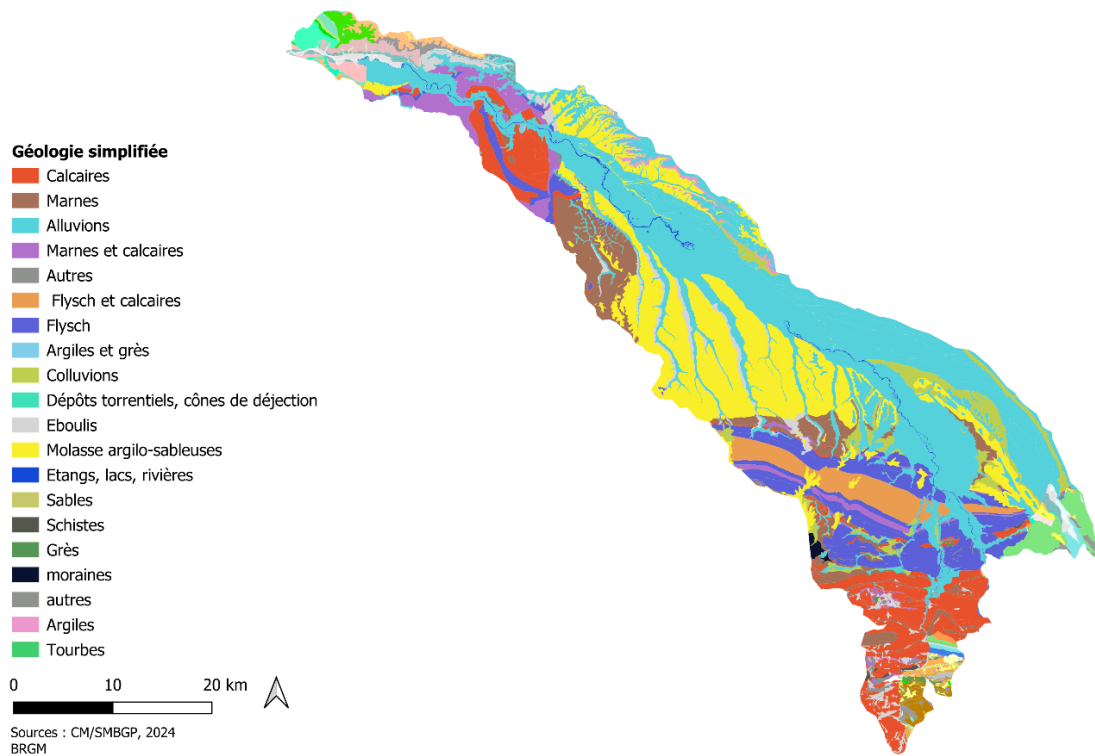 Géologie simplifiée
Calcaires
Marnes
Alluvions
Marnes et calcaires
Autres
Flysch et calcaires
Flysch
Argiles et grès
Colluvions
Dépôts torrentiels, cônes de déjection
Eboulis
Molasse argilo-sableuses
Etangs, lacs, rivières
Sables
Schistes
Grès
moraines
autres
Argiles
Tourbes
0 10 20 km
Sources : CM/SMBGP, 2024
BRGM